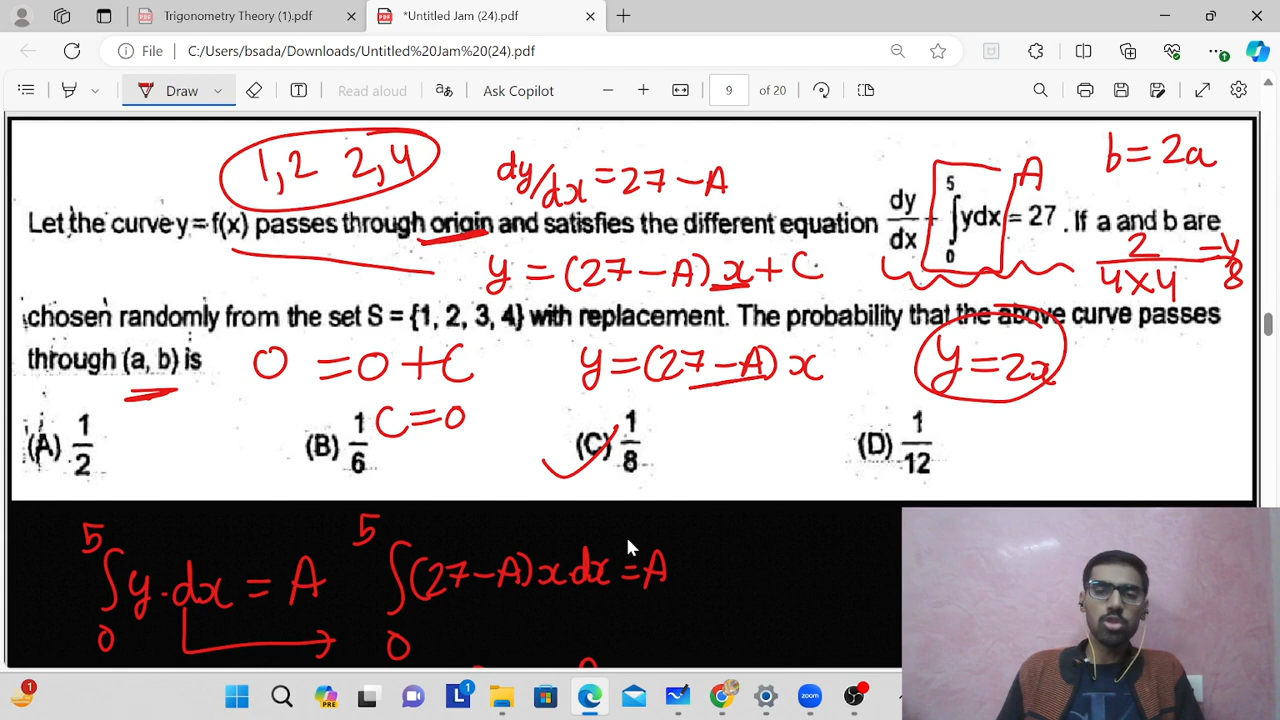 Trigonometry Theory (1).pdf
*Untitled Jam (24).pdf
File C:/Users/bsada/Downloads/Untitled%20Jam%20(24).pdf
Draw
Read aloud
Ask Copilot
9 of 20
1,2 2,4
dy/dx = 27 - A
A
b = 2a
Let the curve y = f(x) passes through origin and satisfies the different equation dy/dx + ∫₀⁵ ydx = 27 . If a and b are
y = (27 - A)x + C
2/(4×4) = 1/8
chosen randomly from the set S = {1, 2, 3, 4} with replacement. The probability that the above curve passes
through (a, b) is
0 = 0 + C
y = (27 - A)x
y = 2x
C = 0
(A) 1/2 (B) 1/6 (C) 1/8 (D) 1/12
∫₀⁵ y·dx = A
∫₀⁵ (27 - A)x·dx = A
1
PRE
1
zoom